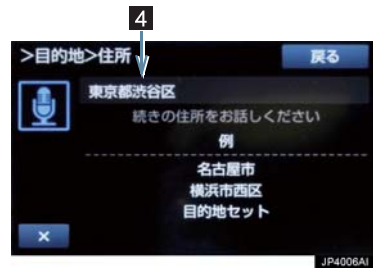 4
>目的地>住所
戻る
東京都渋谷区
続きの住所をお話しください
例
名古屋市
横浜市西区
目的地セット
×
JP4006AI